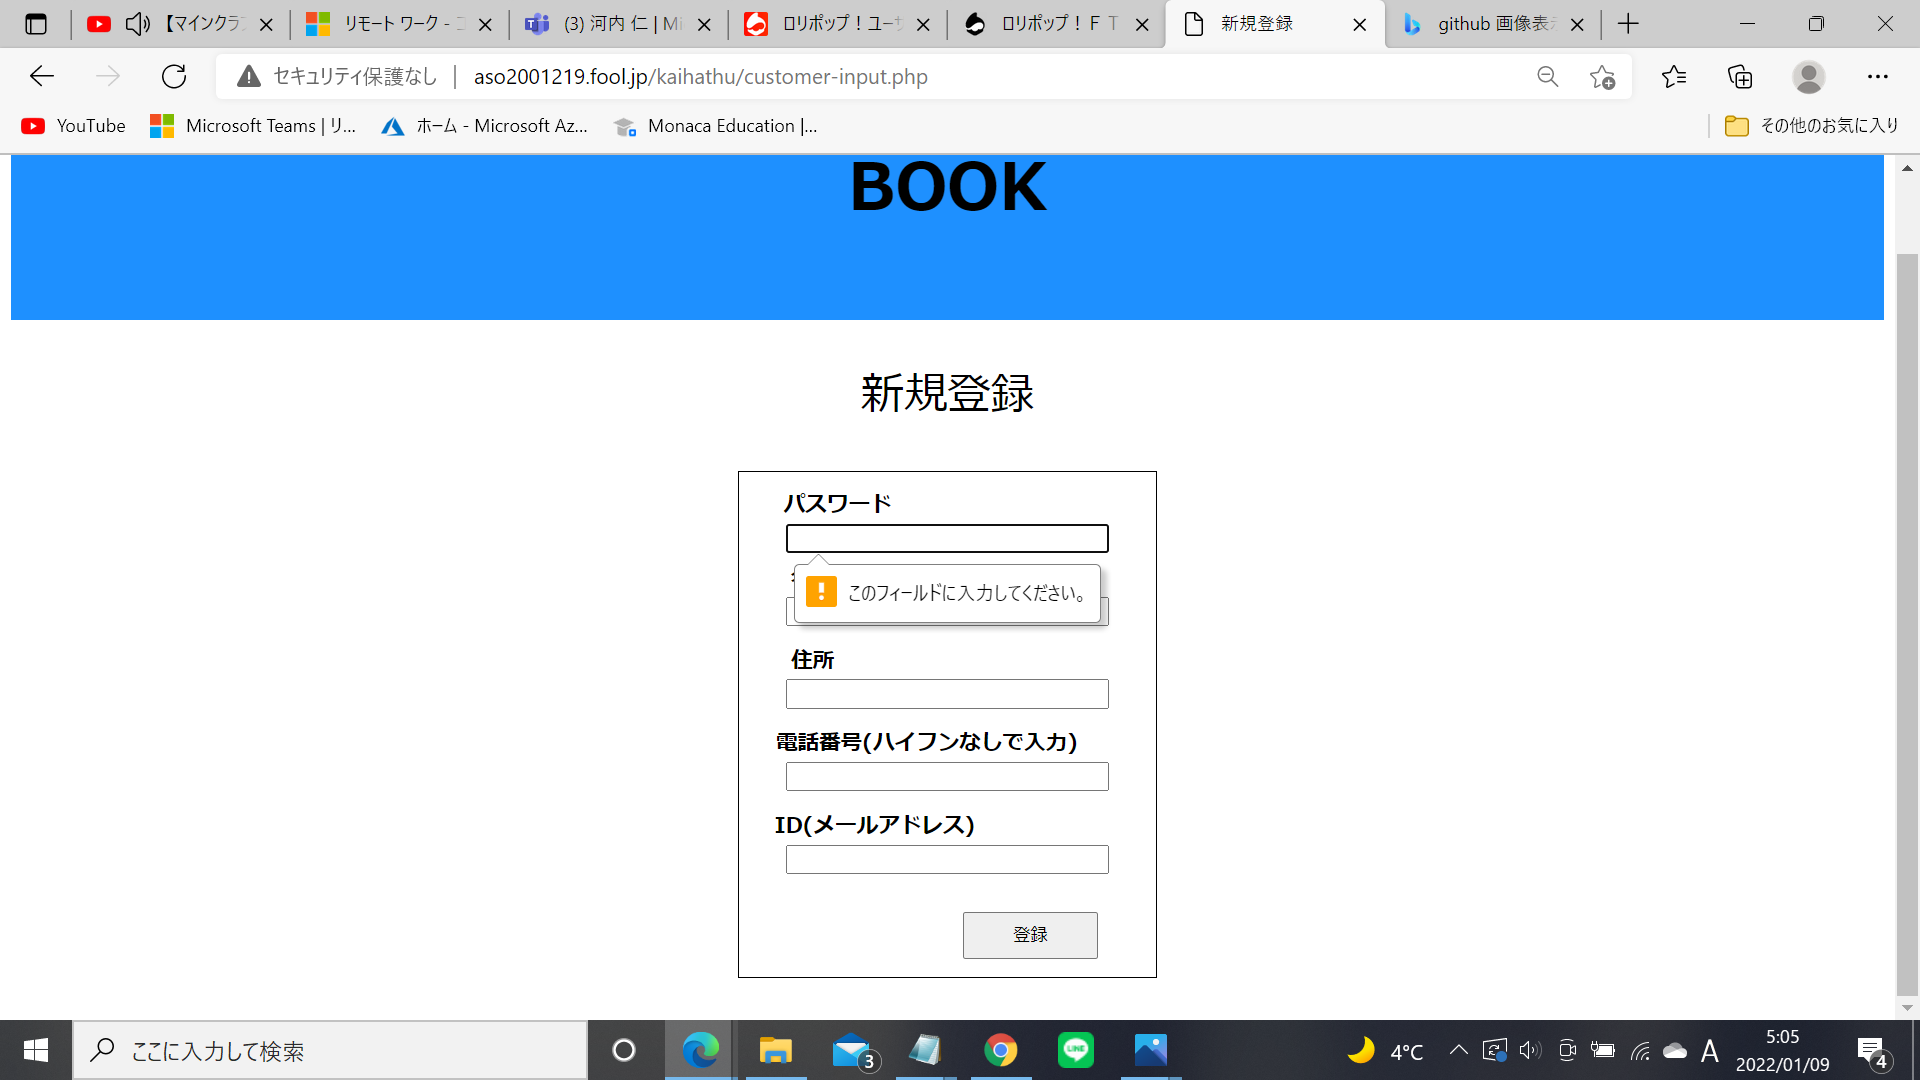 【マインクラ
リモート ワーク - ユ
(3) 河内 仁 | Mi
ロリポップ！ユーザ
ロリポップ！ＦＴ
新規登録
github 画像表示
セキュリティ保護なし
aso2001219.fool.jp/kaihathu/customer-input.php
YouTube
Microsoft Teams | リ...
ホーム - Microsoft Az...
Monaca Education |...
その他のお気に入り
BOOK
新規登録
パスワード
このフィールドに入力してください。
住所
電話番号(ハイフンなしで入力)
ID(メールアドレス)
登録
ここに入力して検索
3
LINE
4°C
A
5:05
2022/01/09
4